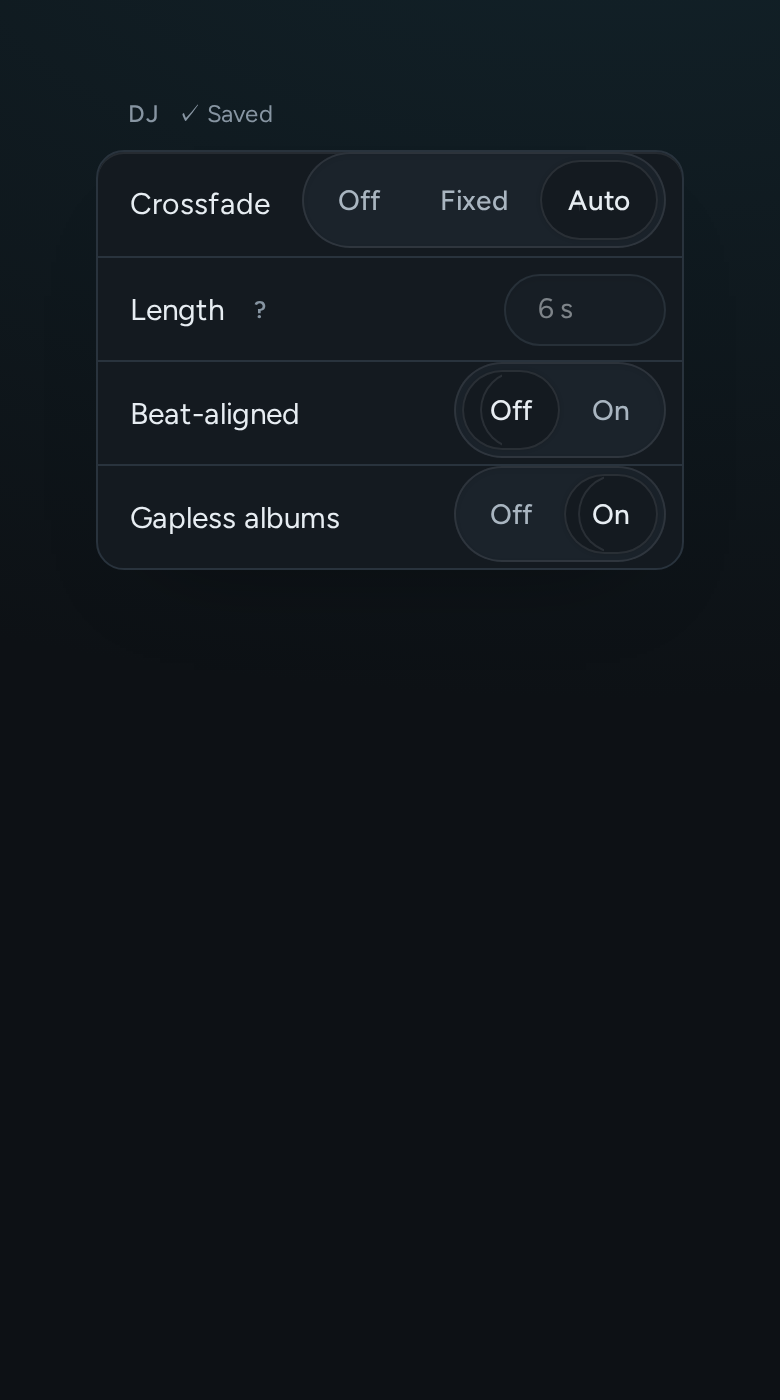 DJ ✓ Saved
Crossfade Off Fixed Auto
Length ? 6 s
Beat-aligned Off On
Gapless albums Off On